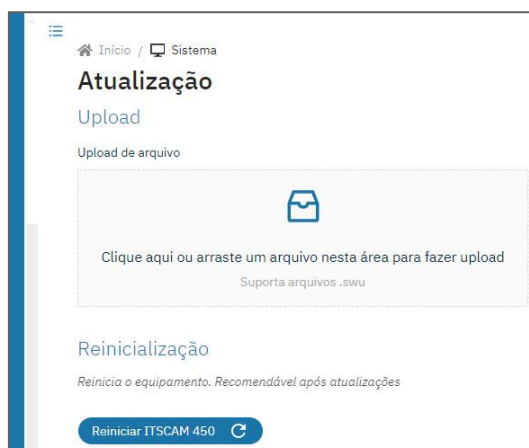 Início / Sistema
Atualização
Upload
Upload de arquivo
Clique aqui ou arraste um arquivo nesta área para fazer upload
Suporta arquivos .swu
Reinicialização
Reinicia o equipamento. Recomendável após atualizações
Reiniciar ITSCAM 450